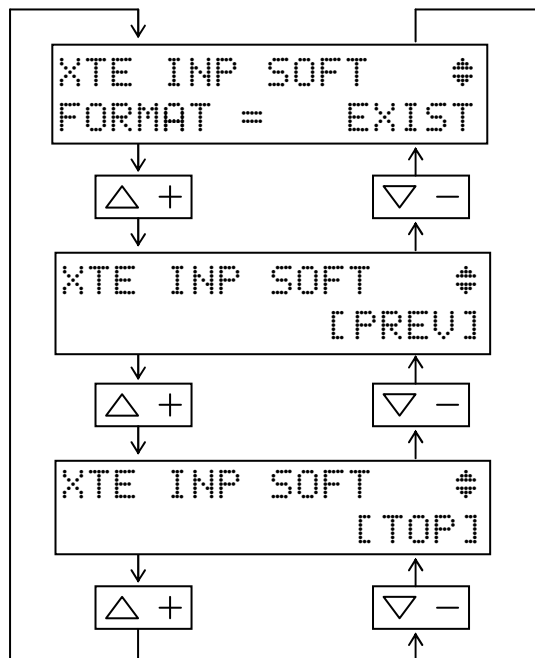 XTE INP SOFT
FORMAT = EXIST
△ + ▽ −
XTE INP SOFT
[PREV]
△ + ▽ −
XTE INP SOFT
[TOP]
△ + ▽ −